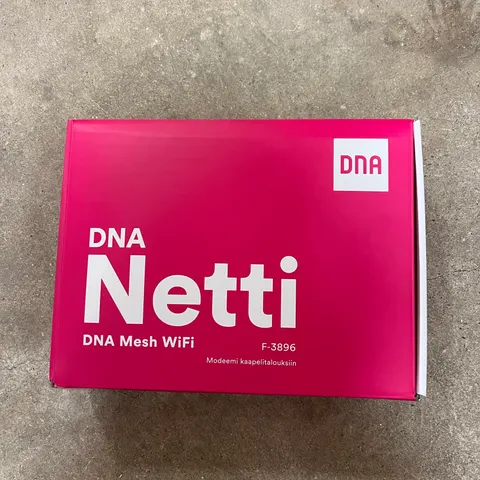 DNA
DNA
Netti
DNA Mesh WiFi
F-3896
Modeemi kaapelitalouksiin